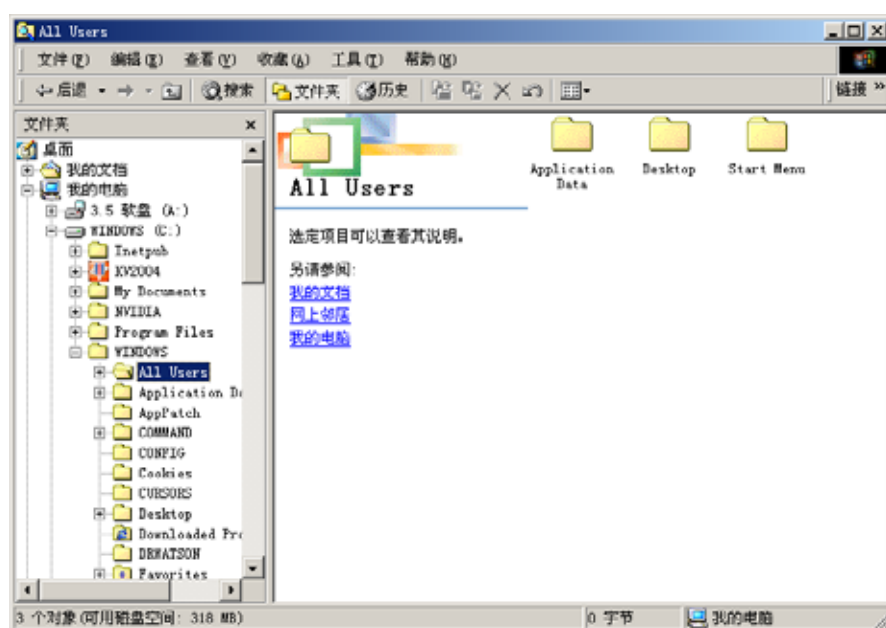 All Users
文件(F) 编辑(E) 查看(V) 收藏(A) 工具(T) 帮助(H)
后退 搜索 文件夹 历史 链接 »
文件夹
桌面
我的文档
我的电脑
3.5 软盘 (A:)
WINDOWS (C:)
Inetpub
KV2004
My Documents
NVIDIA
Program Files
WINDOWS
All Users
Application Da
AppPatch
COMMAND
CONFIG
Cookies
CURSORS
Desktop
Downloaded Pro
DRWATSON
Favorites
All Users
选定项目可以查看其说明。
另请参阅:
我的文档
网上邻居
我的电脑
Application
Data
Desktop
Start Menu
3 个对象(可用磁盘空间: 318 MB)
0 字节
我的电脑